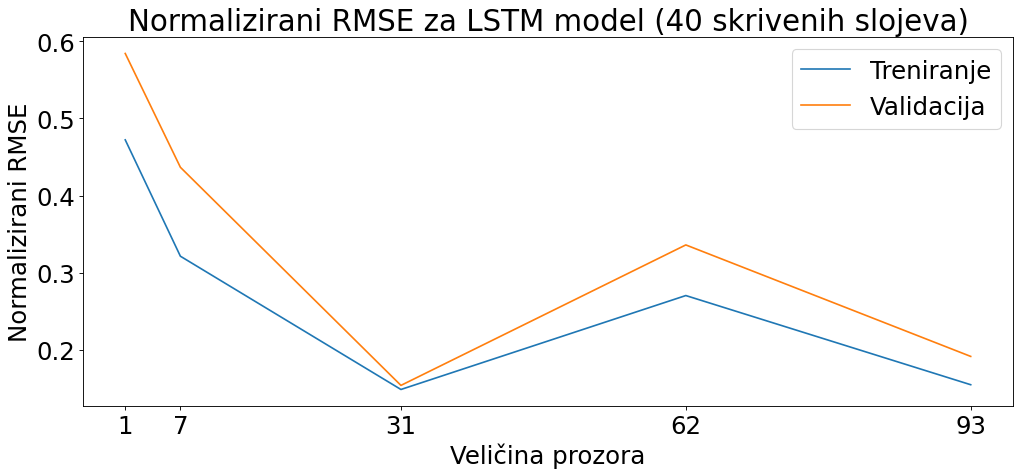 Normalizirani RMSE za LSTM model (40 skrivenih slojeva)
Normalizirani RMSE
0.6
0.5
0.4
0.3
0.2
Treniranje
Validacija
1 7 31 62 93
Veličina prozora